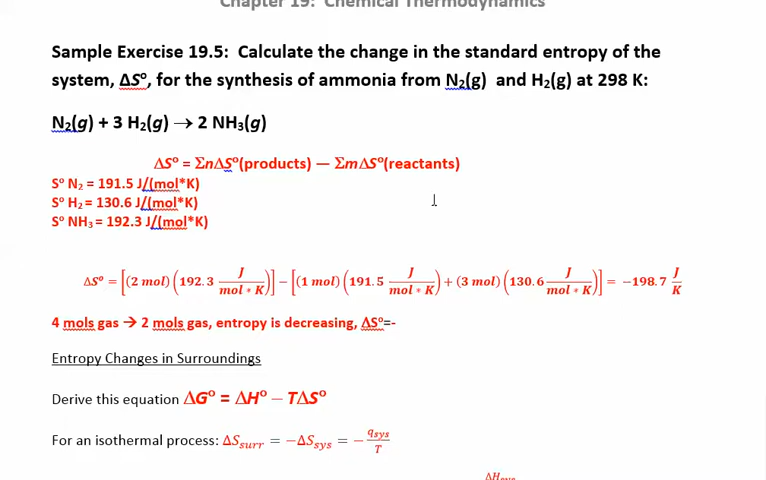 Chapter 19: Chemical Thermodynamics
Sample Exercise 19.5: Calculate the change in the standard entropy of the
system, ΔS°, for the synthesis of ammonia from N₂(g) and H₂(g) at 298 K:
N₂(g) + 3 H₂(g) → 2 NH₃(g)
ΔS° = ΣnΔS°(products) — ΣmΔS°(reactants)
S° N₂ = 191.5 J/(mol*K)
S° H₂ = 130.6 J/(mol*K)
S° NH₃ = 192.3 J/(mol*K)
ΔS° = [(2 mol)(192.3 J/(mol * K))] − [(1 mol)(191.5 J/(mol * K)) + (3 mol)(130.6 J/(mol * K))] = −198.7 J/K
4 mols gas → 2 mols gas, entropy is decreasing, ΔS°=-
Entropy Changes in Surroundings
Derive this equation ΔG° = ΔH° − TΔS°
For an isothermal process: ΔS_surr = −ΔS_sys = − q_sys/T